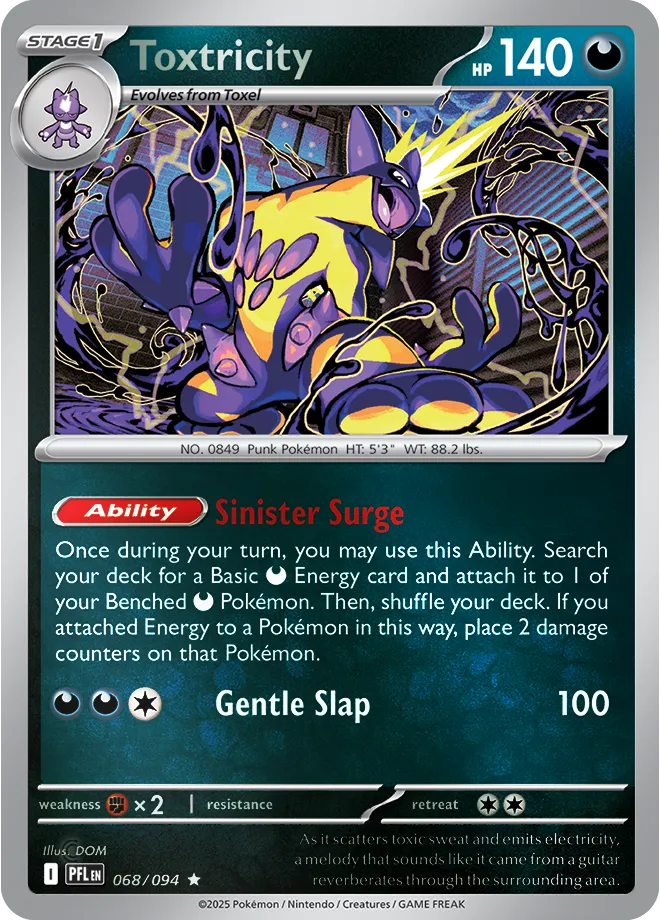 STAGE1
Toxtricity
HP 140
Evolves from Toxel
NO. 0849 Punk Pokémon HT: 5'3" WT: 88.2 lbs.
Ability Sinister Surge
Once during your turn, you may use this Ability. Search
your deck for a Basic Energy card and attach it to 1 of
your Benched Pokémon. Then, shuffle your deck. If you
attached Energy to a Pokémon in this way, place 2 damage
counters on that Pokémon.
Gentle Slap 100
weakness ×2 | resistance
retreat
Illus. DOM
I PFL EN 068/094 ★
As it scatters toxic sweat and emits electricity,
a melody that sounds like it came from a guitar
reverberates through the surrounding area.
©2025 Pokémon / Nintendo / Creatures / GAME FREAK